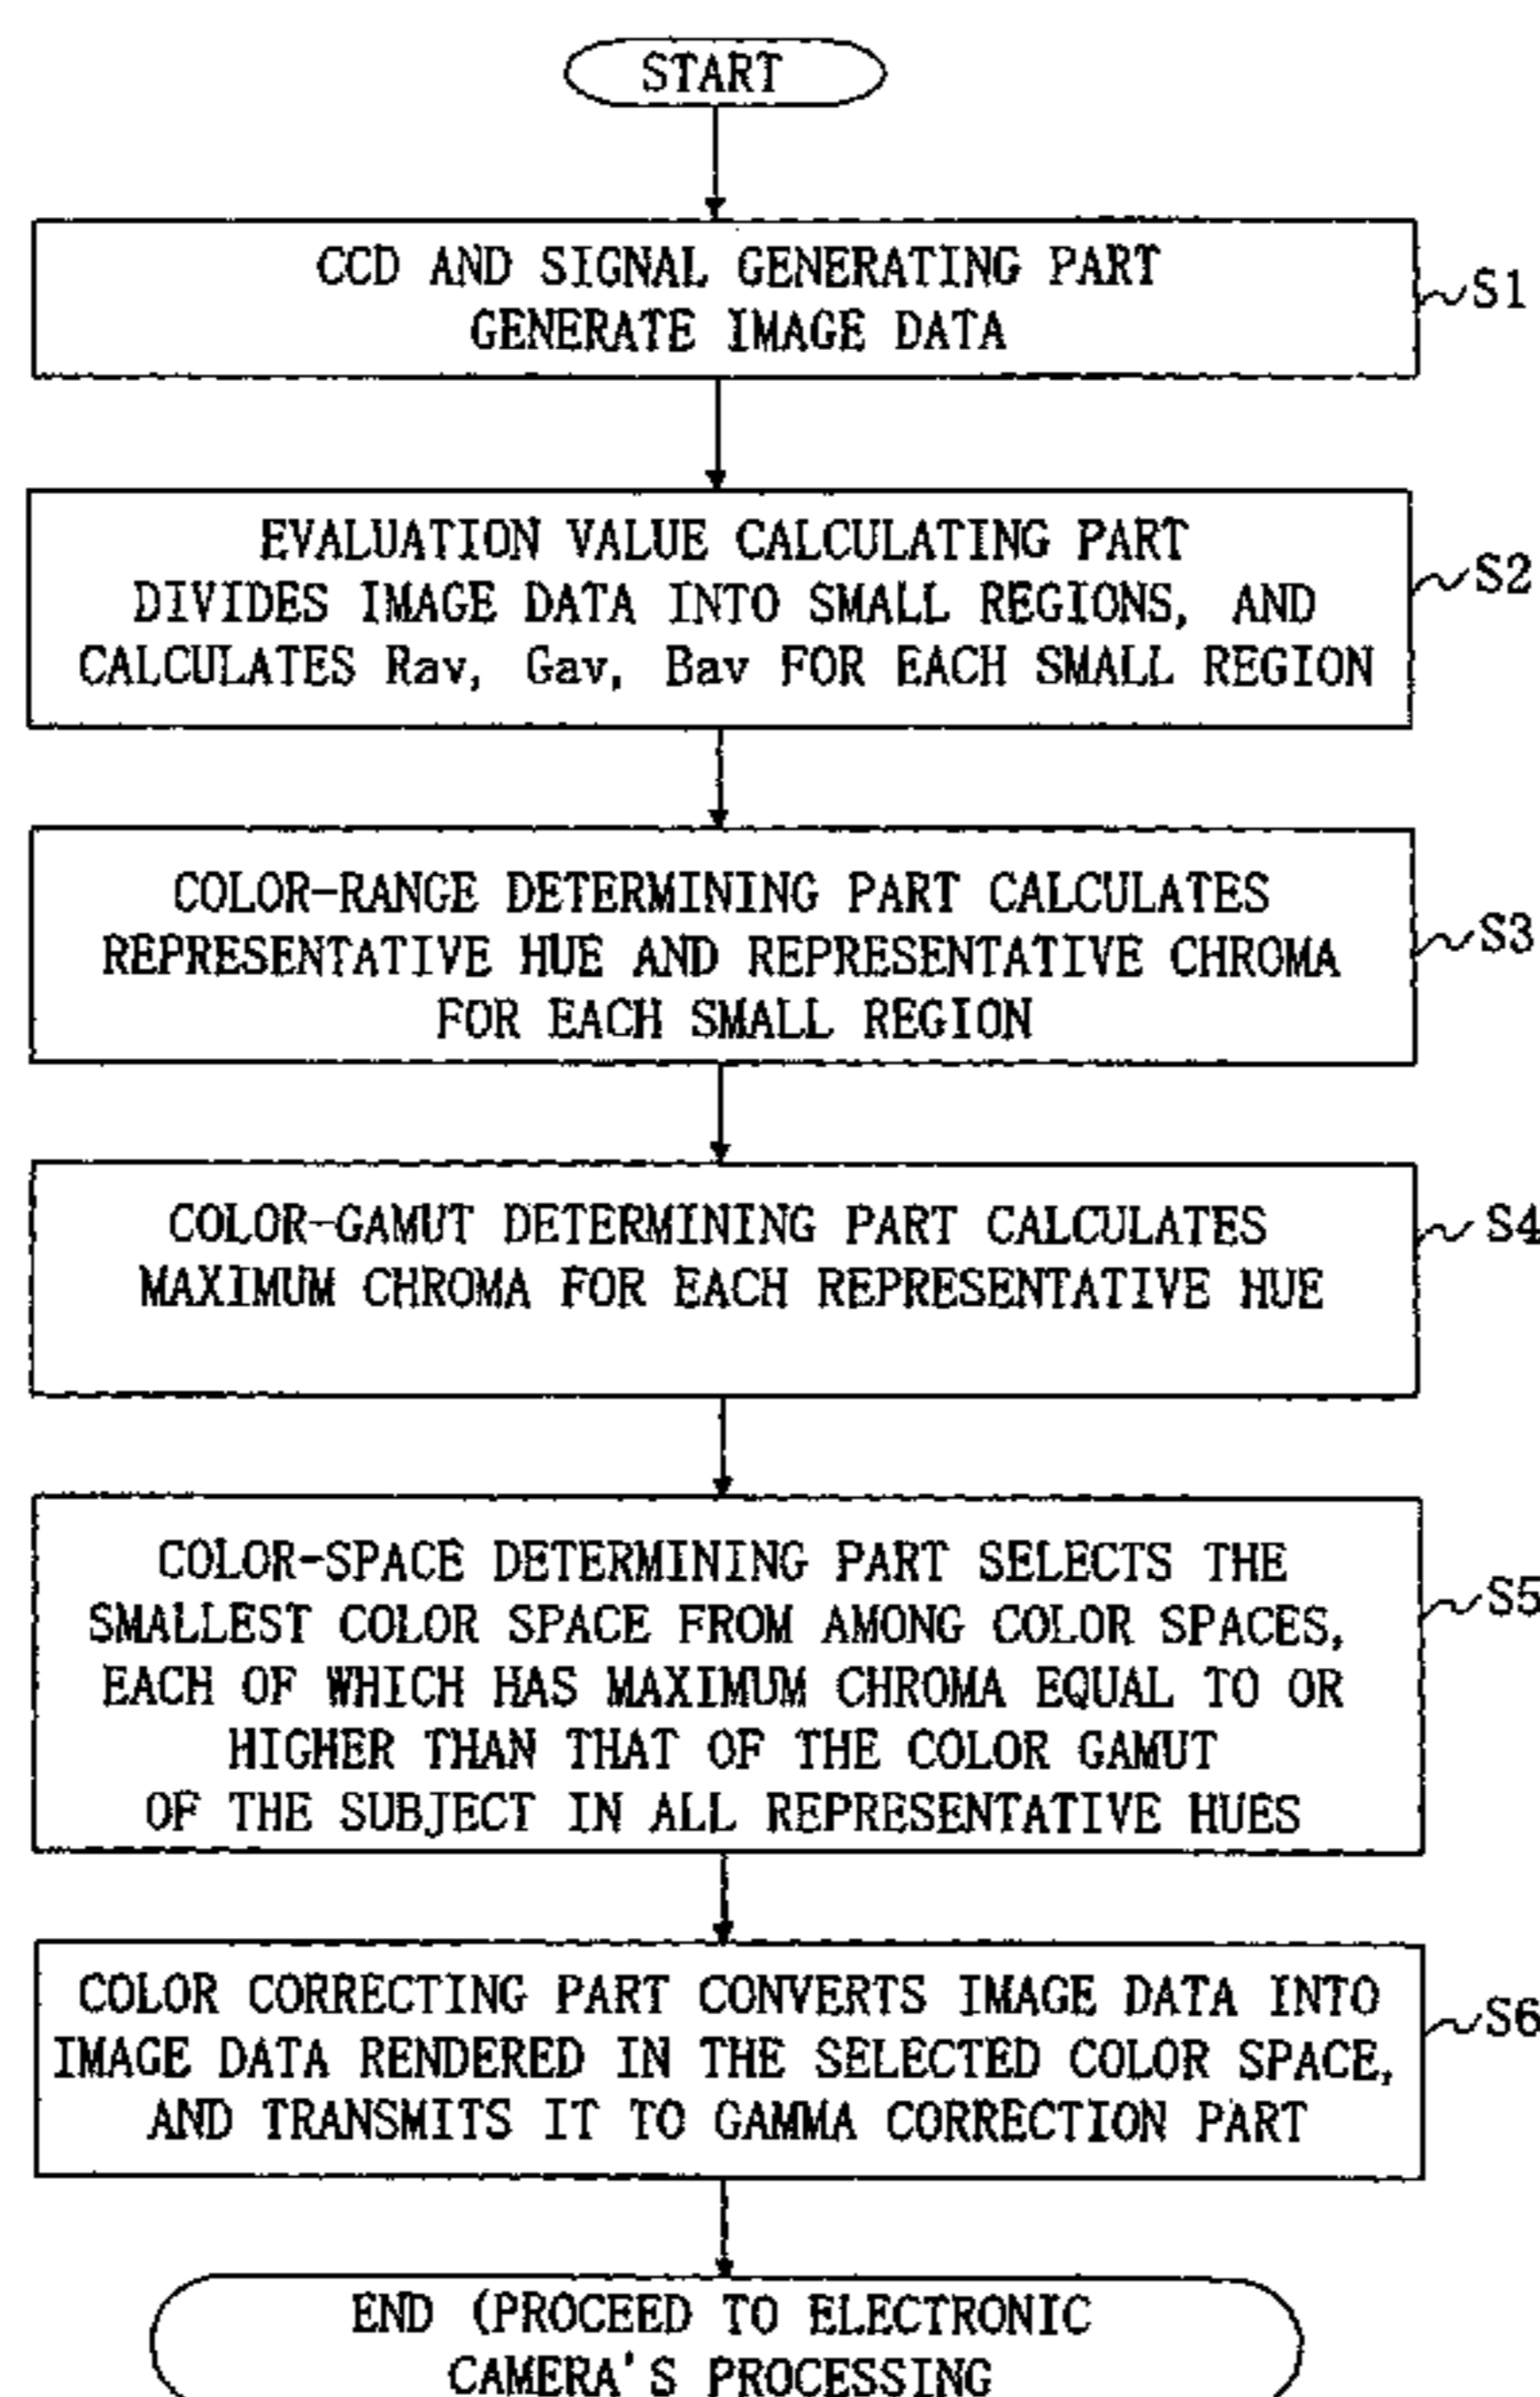 START
CCD AND SIGNAL GENERATING PART
GENERATE IMAGE DATA
S1
EVALUATION VALUE CALCULATING PART
DIVIDES IMAGE DATA INTO SMALL REGIONS, AND
CALCULATES Rav, Gav, Bav FOR EACH SMALL REGION
S2
COLOR-RANGE DETERMINING PART CALCULATES
REPRESENTATIVE HUE AND REPRESENTATIVE CHROMA
FOR EACH SMALL REGION
S3
COLOR-GAMUT DETERMINING PART CALCULATES
MAXIMUM CHROMA FOR EACH REPRESENTATIVE HUE
S4
COLOR-SPACE DETERMINING PART SELECTS THE
SMALLEST COLOR SPACE FROM AMONG COLOR SPACES,
EACH OF WHICH HAS MAXIMUM CHROMA EQUAL TO OR
HIGHER THAN THAT OF THE COLOR GAMUT
OF THE SUBJECT IN ALL REPRESENTATIVE HUES
S5
COLOR CORRECTING PART CONVERTS IMAGE DATA INTO
IMAGE DATA RENDERED IN THE SELECTED COLOR SPACE,
AND TRANSMITS IT TO GAMMA CORRECTION PART
S6
END (PROCEED TO ELECTRONIC
CAMERA'S PROCESSING